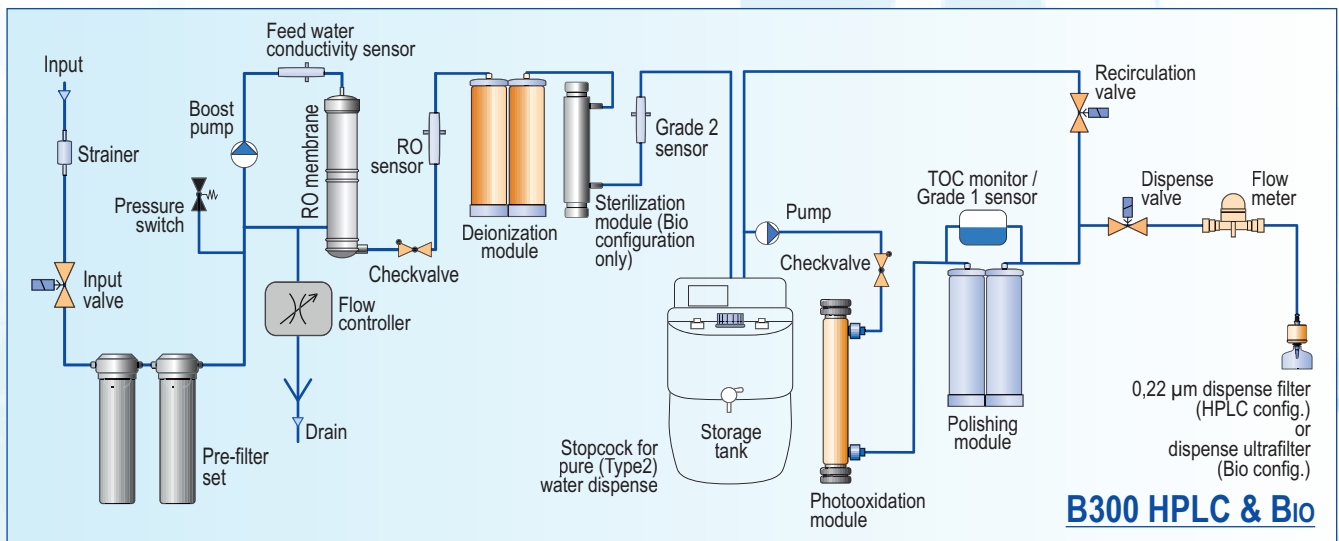 Feed water
conductivity sensor
Input
Strainer
Boost
pump
Pressure
switch
Input
valve
Pre-filter
set
RO membrane
Flow
controller
Drain
Checkvalve
RO
sensor
Deionization
module
Sterilization
module (Bio
configuration
only)
Grade 2
sensor
Stopcock for
pure (Type2)
water dispense
Storage
tank
Pump
Checkvalve
Photooxidation
module
TOC monitor /
Grade 1 sensor
Polishing
module
Recirculation
valve
Dispense
valve
Flow
meter
0,22 µm dispense filter
(HPLC config.)
or
dispense ultrafilter
(Bio config.)
B300 HPLC & BIO